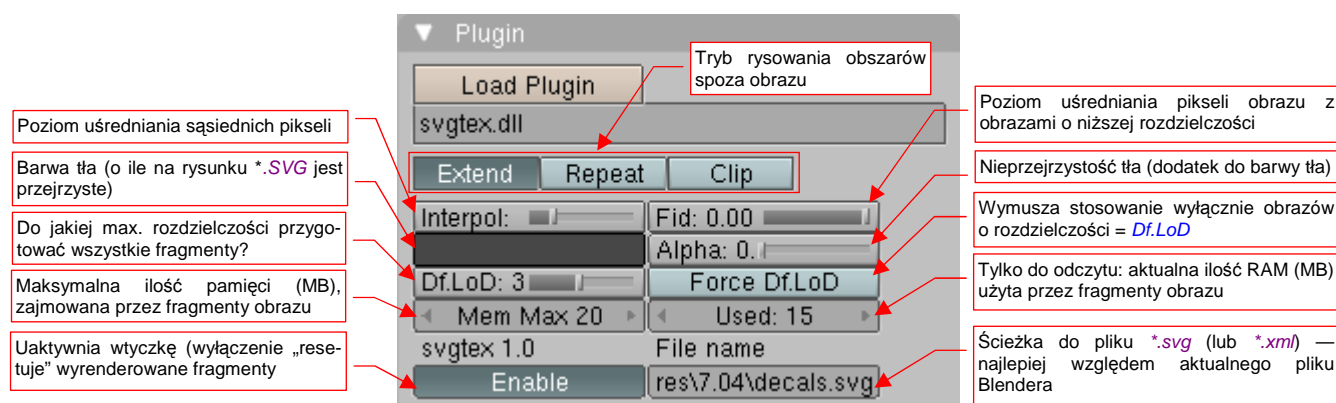 Plugin
Load Plugin
svgtex.dll
Extend
Repeat
Clip
Interpol:
Fid: 0.00
Alpha: 0.
Df.LoD: 3
Force Df.LoD
Mem Max 20
Used: 15
svgtex 1.0
File name
Enable
res\7.04\decals.svg
Tryb rysowania obszarów
spoza obrazu
Poziom uśredniania sąsiednich pikseli
Barwa tła (o ile na rysunku *.SVG jest
przejrzyste)
Do jakiej max. rozdzielczości przygo-
tować wszystkie fragmenty?
Maksymalna ilość pamięci (MB),
zajmowana przez fragmenty obrazu
Uaktywnia wtyczkę (wyłączenie „rese-
tuje” wyrenderowane fragmenty
Poziom uśredniania pikseli obrazu z
obrazami o niższej rozdzielczości
Nieprzejrzystość tła (dodatek do barwy tła)
Wymusza stosowanie wyłącznie obrazów
o rozdzielczości = Df.LoD
Tylko do odczytu: aktualna ilość RAM (MB)
użyta przez fragmenty obrazu
Ścieżka do pliku *.svg (lub *.xml) —
najlepiej względem aktualnego pliku
Blendera